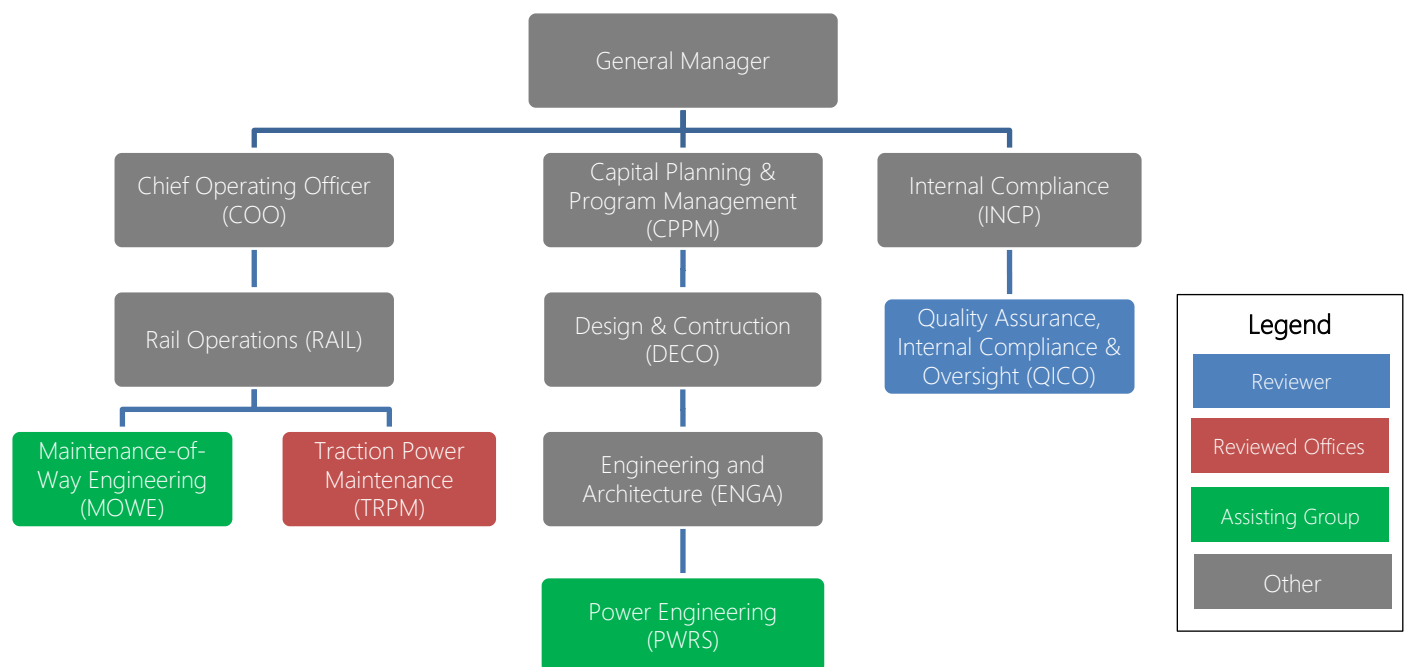 General Manager
Chief Operating Officer
(COO)
Capital Planning &
Program Management
(CPPM)
Internal Compliance
(INCP)
Rail Operations (RAIL)
Design & Contruction
(DECO)
Quality Assurance,
Internal Compliance &
Oversight (QICO)
Maintenance-of-
Way Engineering
(MOWE)
Traction Power
Maintenance
(TRPM)
Engineering and
Architecture (ENGA)
Power Engineering
(PWRS)
Legend
Reviewer
Reviewed Offices
Assisting Group
Other